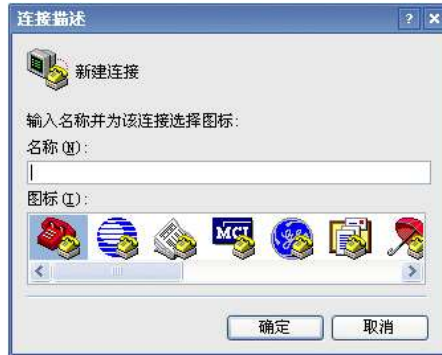 连接描述
新建连接
输入名称并为该连接选择图标:
名称(N):
图标(I):
MCI
确定
取消